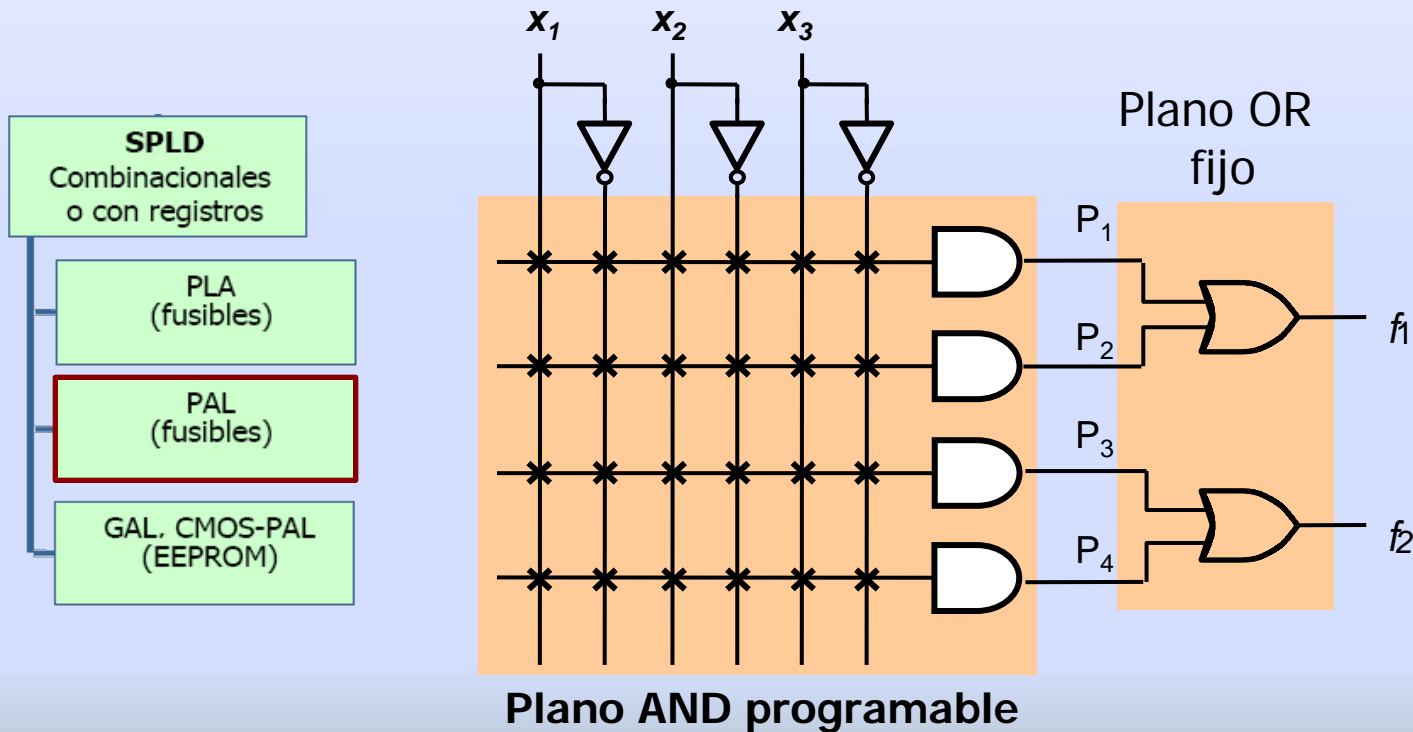 x1 x2 x3
SPLD
Combinacionales
o con registros
PLA
(fusibles)
PAL
(fusibles)
GAL, CMOS-PAL
(EEPROM)
Plano OR
fijo
P1
P2
P3
P4
f1
f2
Plano AND programable